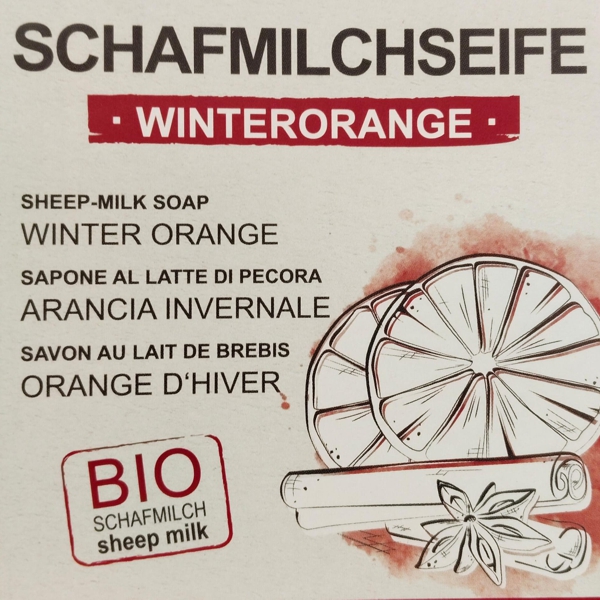 SCHAFMILCHSEIFE
· WINTERORANGE ·
SHEEP-MILK SOAP
WINTER ORANGE
SAPONE AL LATTE DI PECORA
ARANCIA INVERNALE
SAVON AU LAIT DE BREBIS
ORANGE D‘HIVER
BIO
SCHAFMILCH
sheep milk